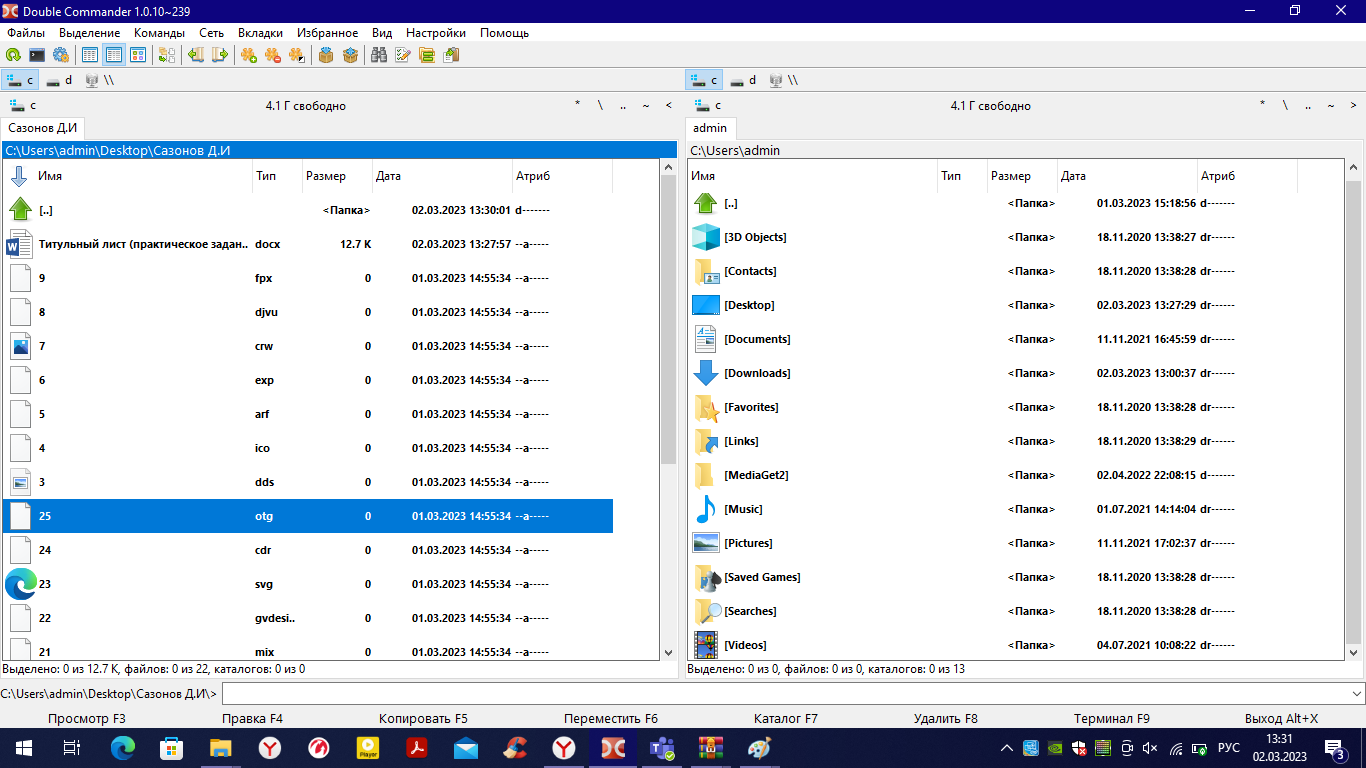 Double Commander 1.0.10~239
Файлы Выделение Команды Сеть Вкладки Избранное Вид Настройки Помощь
c d \\ c d \\
c 4.1 Г свободно * \ .. ~ < c 4.1 Г свободно * \ .. ~ >
Сазонов Д.И admin
C:\Users\admin\Desktop\Сазонов Д.И
Имя Тип Размер Дата Атриб
[..] <Папка> 02.03.2023 13:30:01 d-------
Титульный лист (практическое задан.. docx 12.7 K 02.03.2023 13:27:57 --a-----
9 fpx 0 01.03.2023 14:55:34 --a-----
8 djvu 0 01.03.2023 14:55:34 --a-----
7 crw 0 01.03.2023 14:55:34 --a-----
6 exp 0 01.03.2023 14:55:34 --a-----
5 arf 0 01.03.2023 14:55:34 --a-----
4 ico 0 01.03.2023 14:55:34 --a-----
3 dds 0 01.03.2023 14:55:34 --a-----
25 otg 0 01.03.2023 14:55:34 --a-----
24 cdr 0 01.03.2023 14:55:34 --a-----
23 svg 0 01.03.2023 14:55:34 --a-----
22 gvdesi.. 0 01.03.2023 14:55:34 --a-----
21 mix 0 01.03.2023 14:55:34 --a-----
Выделено: 0 из 12.7 K, файлов: 0 из 22, каталогов: 0 из 0
C:\Users\admin
Имя Тип Размер Дата Атриб
[..] <Папка> 01.03.2023 15:18:56 d-------
[3D Objects] <Папка> 18.11.2020 13:38:27 dr------
[Contacts] <Папка> 18.11.2020 13:38:28 dr------
[Desktop] <Папка> 02.03.2023 13:27:29 dr------
[Documents] <Папка> 11.11.2021 16:45:59 dr------
[Downloads] <Папка> 02.03.2023 13:00:37 dr------
[Favorites] <Папка> 18.11.2020 13:38:28 dr------
[Links] <Папка> 18.11.2020 13:38:29 dr------
[MediaGet2] <Папка> 02.04.2022 22:08:15 d-------
[Music] <Папка> 01.07.2021 14:14:04 dr------
[Pictures] <Папка> 11.11.2021 17:02:37 dr------
[Saved Games] <Папка> 18.11.2020 13:38:28 dr------
[Searches] <Папка> 18.11.2020 13:38:28 dr------
[Videos] <Папка> 04.07.2021 10:08:22 dr------
Выделено: 0 из 0, файлов: 0 из 0, каталогов: 0 из 13
C:\Users\admin\Desktop\Сазонов Д.И\>
Просмотр F3 Правка F4 Копировать F5 Переместить F6 Каталог F7 Удалить F8 Терминал F9 Выход Alt+X
Player
РУС
13:31
02.03.2023
3